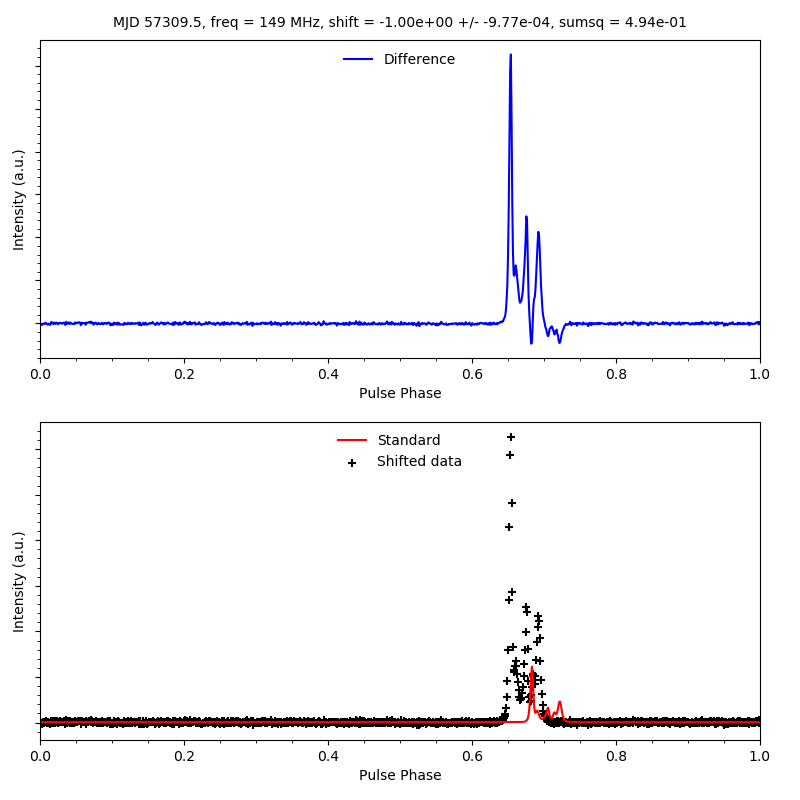 MJD 57309.5, freq = 149 MHz, shift = -1.00e+00 +/- -9.77e-04, sumsq = 4.94e-01
Difference
Intensity (a.u.)
0.0 0.2 0.4 0.6 0.8 1.0
Pulse Phase
Standard
Shifted data
Intensity (a.u.)
0.0 0.2 0.4 0.6 0.8 1.0
Pulse Phase